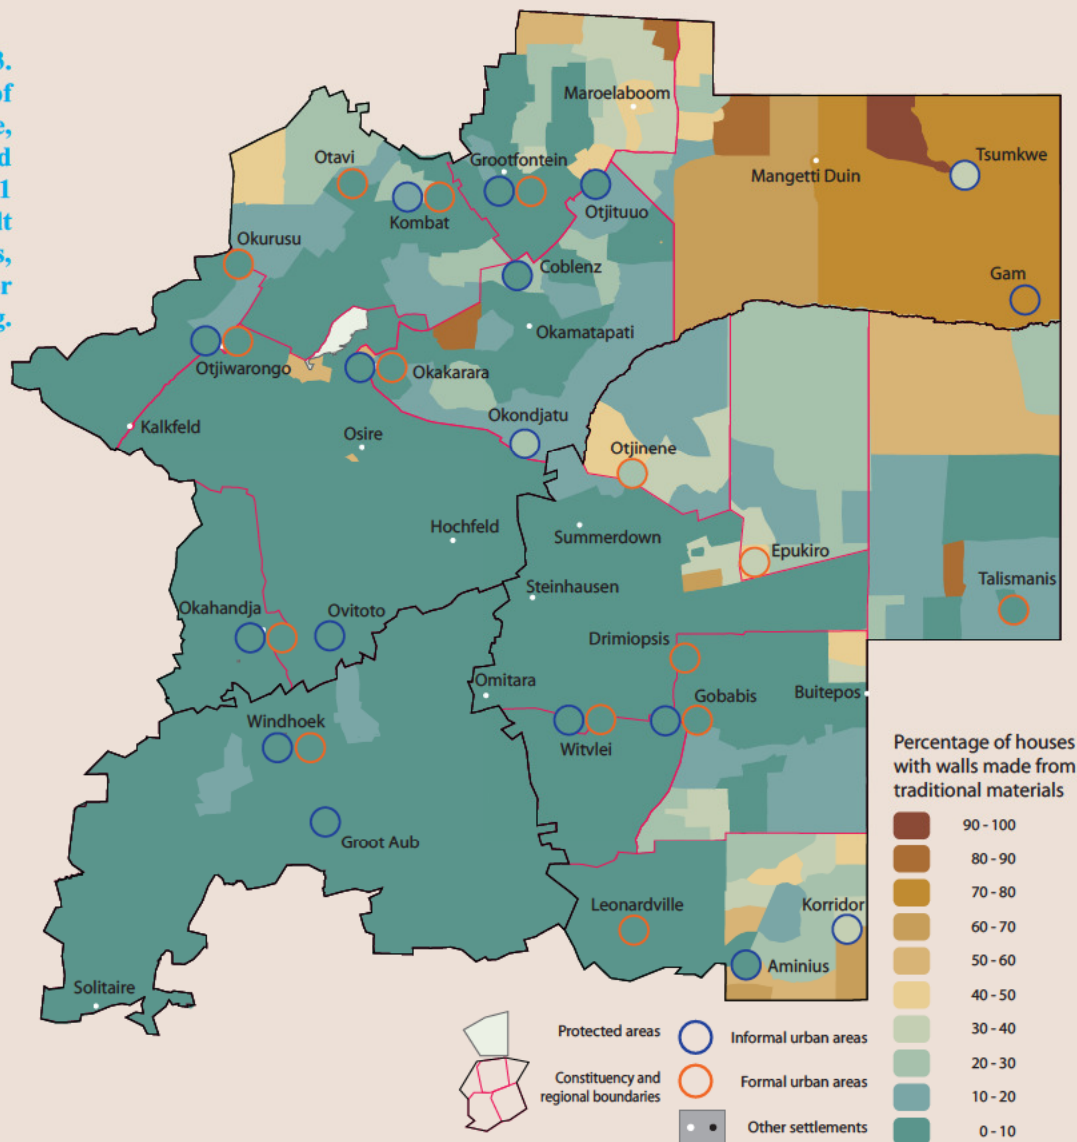 3.
of
e,
d
1
lt
s,
r
g.
Maroelaboom
Otavi
Grootfontein
Tsumkwe
Mangetti Duin
Kombat
Otjituuo
Okurusu
Coblenz
Gam
Okamatapati
Otjiwarongo
Okakarara
Kalkfeld
Osire
Okondjatu
Otjinene
Hochfeld
Summerdown
Epukiro
Steinhausen
Talismanis
Okahandja
Ovitoto
Drimiopsis
Omitara
Gobabis
Buitepos
Windhoek
Witvlei
Groot Aub
Leonardville
Korridor
Aminius
Solitaire
Percentage of houses
with walls made from
traditional materials
90 - 100
80 - 90
70 - 80
60 - 70
50 - 60
40 - 50
30 - 40
20 - 30
10 - 20
0 - 10
Protected areas
Constituency and
regional boundaries
Informal urban areas
Formal urban areas
Other settlements